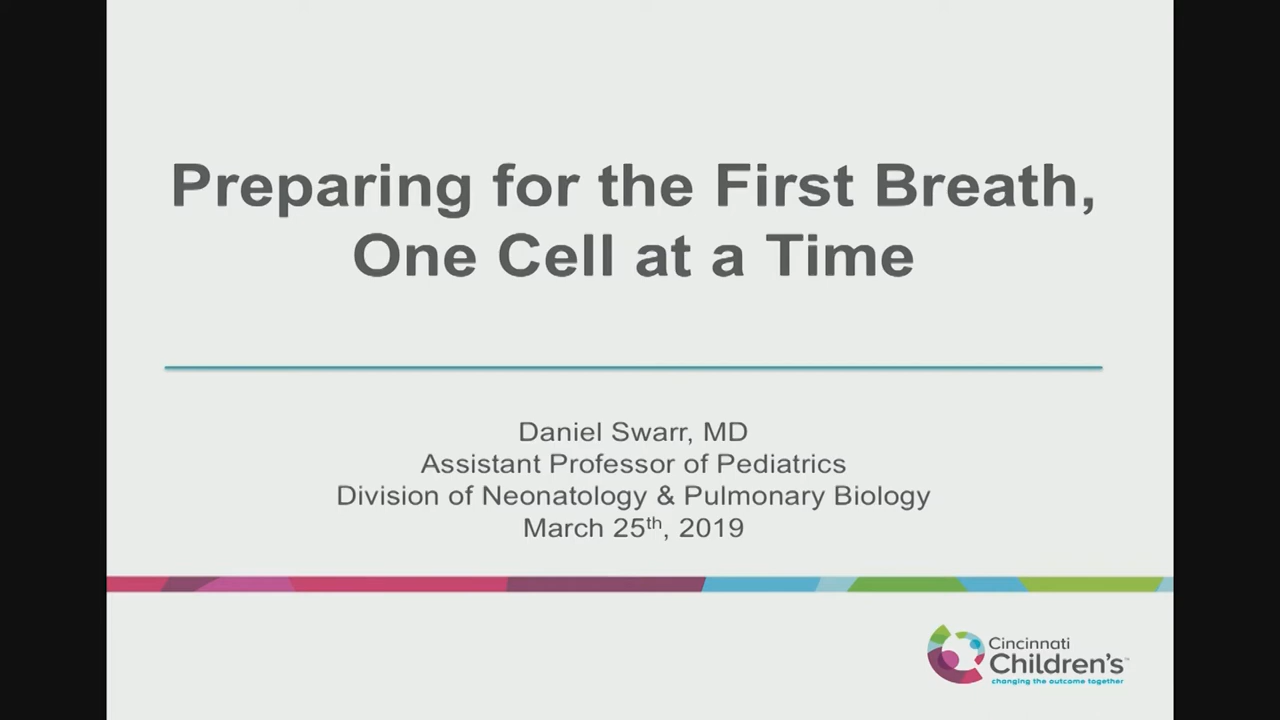 Preparing for the First Breath,
One Cell at a Time
Daniel Swarr, MD
Assistant Professor of Pediatrics
Division of Neonatology & Pulmonary Biology
March 25th, 2019
Cincinnati
Children's™
changing the outcome together